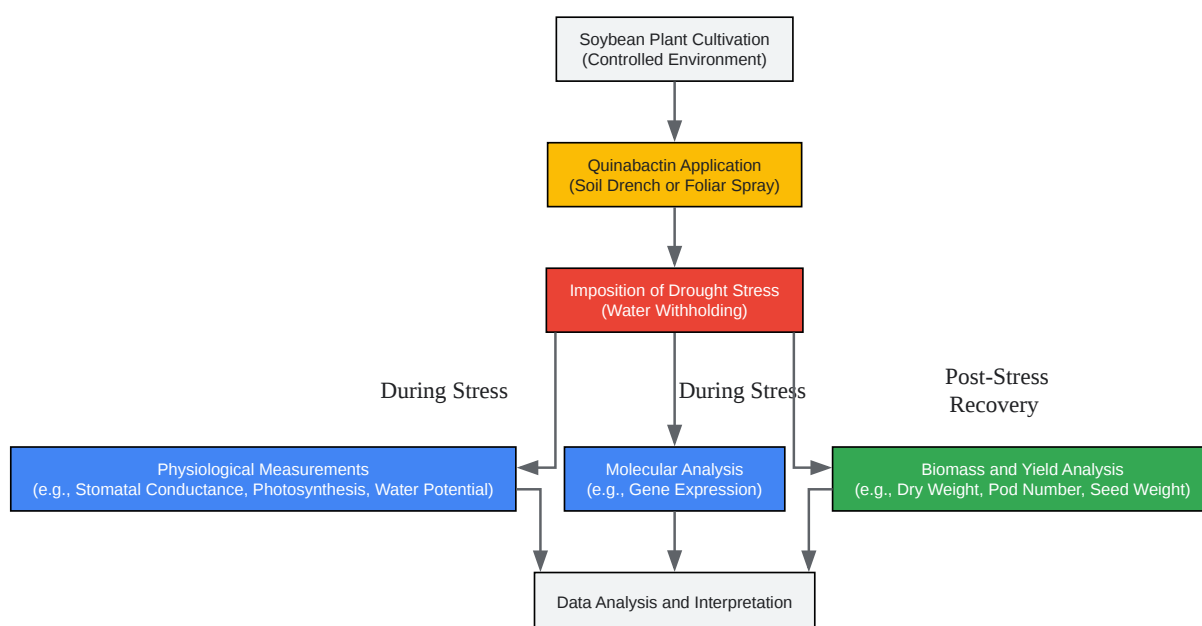 Soybean Plant Cultivation
(Controlled Environment)
Quinabactin Application
(Soil Drench or Foliar Spray)
Imposition of Drought Stress
(Water Withholding)
During Stress
During Stress
Post-Stress
Recovery
Physiological Measurements
(e.g., Stomatal Conductance, Photosynthesis, Water Potential)
Molecular Analysis
(e.g., Gene Expression)
Biomass and Yield Analysis
(e.g., Dry Weight, Pod Number, Seed Weight)
Data Analysis and Interpretation